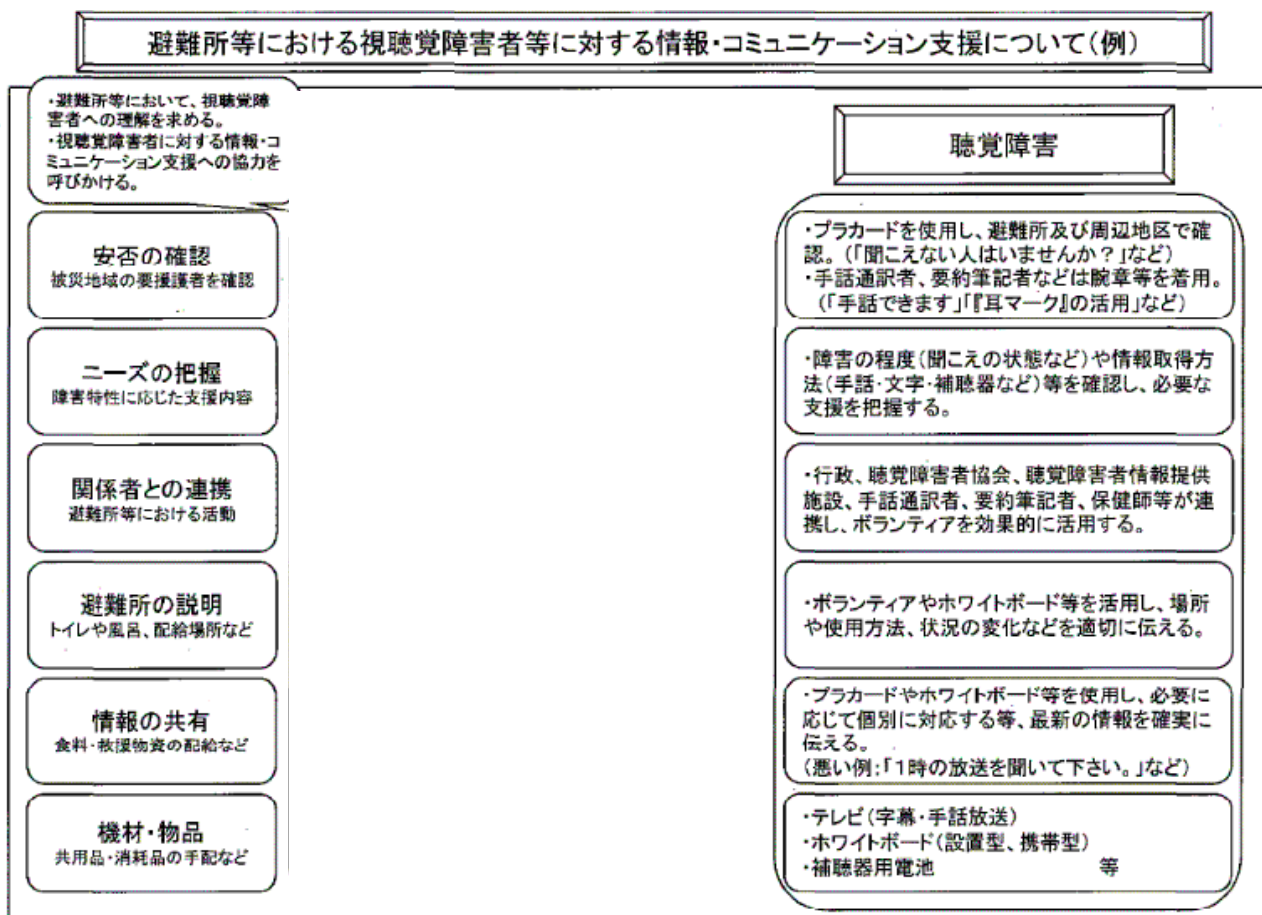 避難所等における視聴覚障害者等に対する情報・コミュニケーション支援について(例)
・避難所等において、視聴覚障
害者への理解を求める。
・視聴覚障害者に対する情報・コ
ミュニケーション支援への協力を
呼びかける。
聴覚障害
安否の確認
被災地域の要援護者を確認
・プラカードを使用し、避難所及び周辺地区で確
認。(「聞こえない人はいませんか?」など)
・手話通訳者、要約筆記者などは腕章等を着用。
(「手話できます」「『耳マーク』の活用」など)
ニーズの把握
障害特性に応じた支援内容
・障害の程度(聞こえの状態など)や情報取得方
法(手話・文字・補聴器など)等を確認し、必要な
支援を把握する。
関係者との連携
避難所等における活動
・行政、聴覚障害者協会、聴覚障害者情報提供
施設、手話通訳者、要約筆記者、保健師等が連
携し、ボランティアを効果的に活用する。
避難所の説明
トイレや風呂、配給場所など
・ボランティアやホワイトボード等を活用し、場所
や使用方法、状況の変化などを適切に伝える。
情報の共有
食料・救援物資の配給など
・プラカードやホワイトボード等を使用し、必要に
応じて個別に対応する等、最新の情報を確実に
伝える。
(悪い例:「1時の放送を聞いて下さい。」など)
機材・物品
共用品・消耗品の手配など
・テレビ(字幕・手話放送)
・ホワイトボード(設置型、携帯型)
・補聴器用電池 等